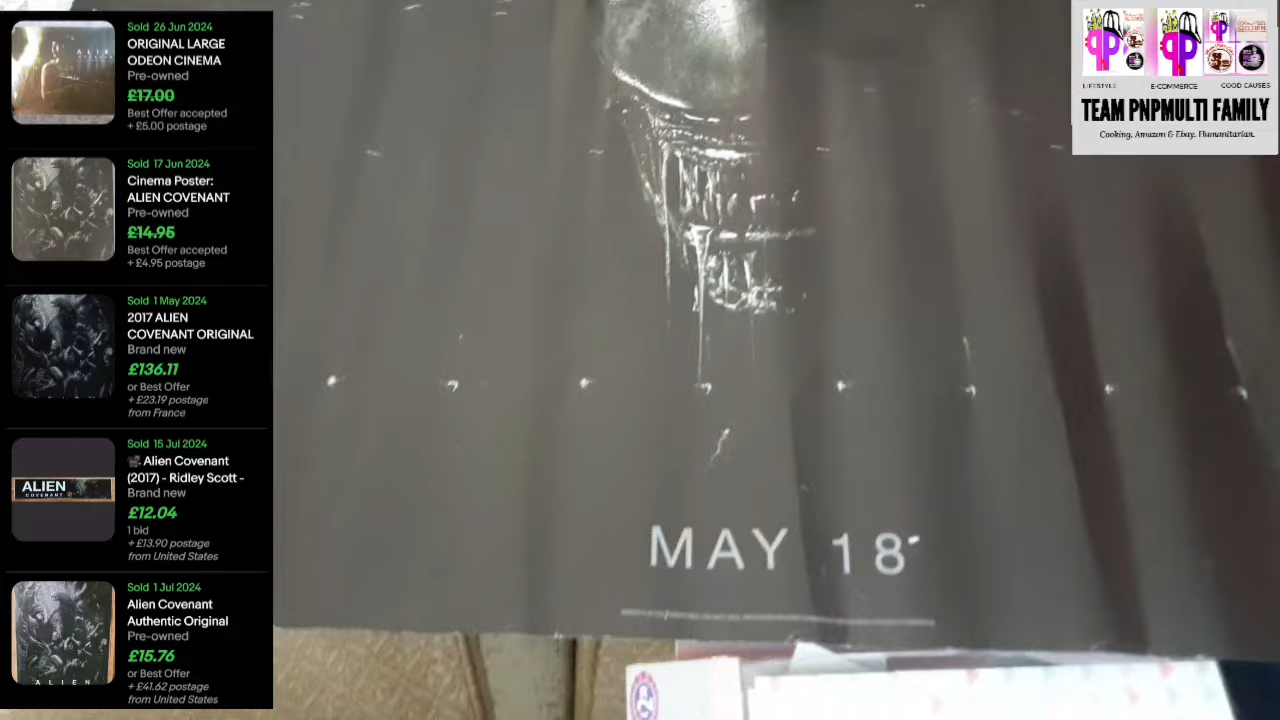 Sold 26 Jun 2024
ORIGINAL LARGE
ODEON CINEMA
Pre-owned
£17.00
Best Offer accepted
+ £5.00 postage
Sold 17 Jun 2024
Cinema Poster:
ALIEN COVENANT
Pre-owned
£14.95
Best Offer accepted
+ £4.95 postage
Sold 1 May 2024
2017 ALIEN
COVENANT ORIGINAL
Brand new
£136.11
or Best Offer
+ £23.19 postage
from France
Sold 15 Jul 2024
Alien Covenant
(2017) - Ridley Scott -
Brand new
£12.04
1 bid
+ £13.90 postage
from United States
ALIEN
COVENANT
Sold 1 Jul 2024
Alien Covenant
Authentic Original
Pre-owned
£15.76
or Best Offer
+ £41.62 postage
from United States
ALIEN
MAY 18
LIFESTYLE E-COMMERCE GOOD CAUSES
TEAM PNPMULTI FAMILY
Cooking, Amazon & Ebay. Humanitarian.